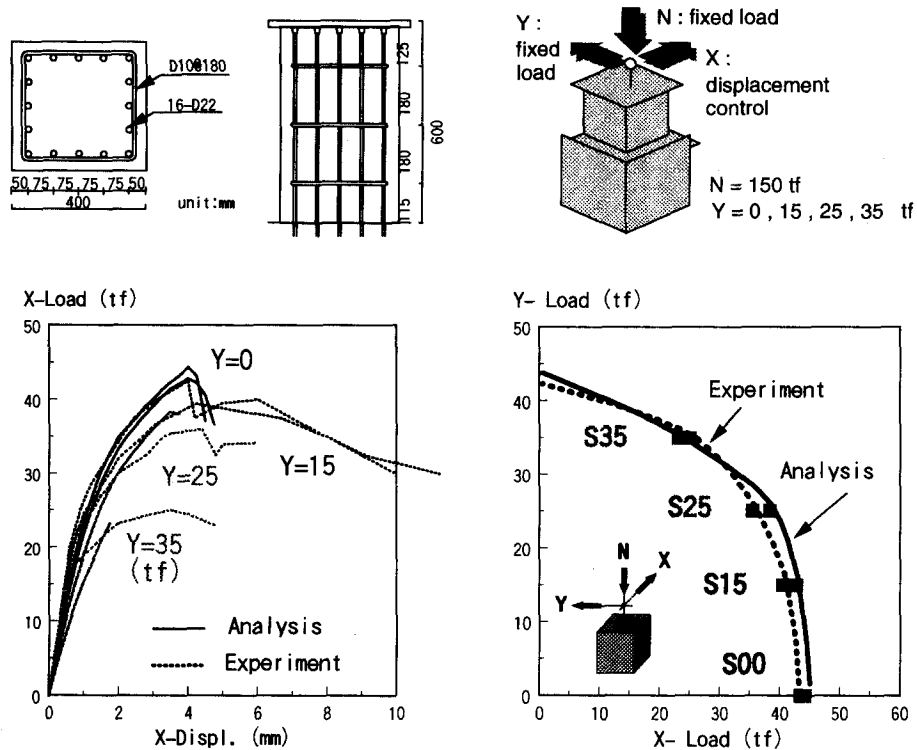 D10@180
16-D22
50 75 75 75 75 50
400
unit:mm
125
180
180
115
600
Y :
fixed
load
N : fixed load
X :
displacement
control
N = 150 tf
Y = 0 , 15 , 25 , 35 tf
X-Load (tf)
50
40
30
20
10
0
0 2 4 6 8 10
X-Displ. (mm)
Y=0
Y=15
Y=25
Y=35
(tf)
Analysis
Experiment
Y- Load (tf)
50
40
30
20
10
0
0 10 20 30 40 50 60
X- Load (tf)
Experiment
Analysis
S35
S25
S15
S00
N
X
Y